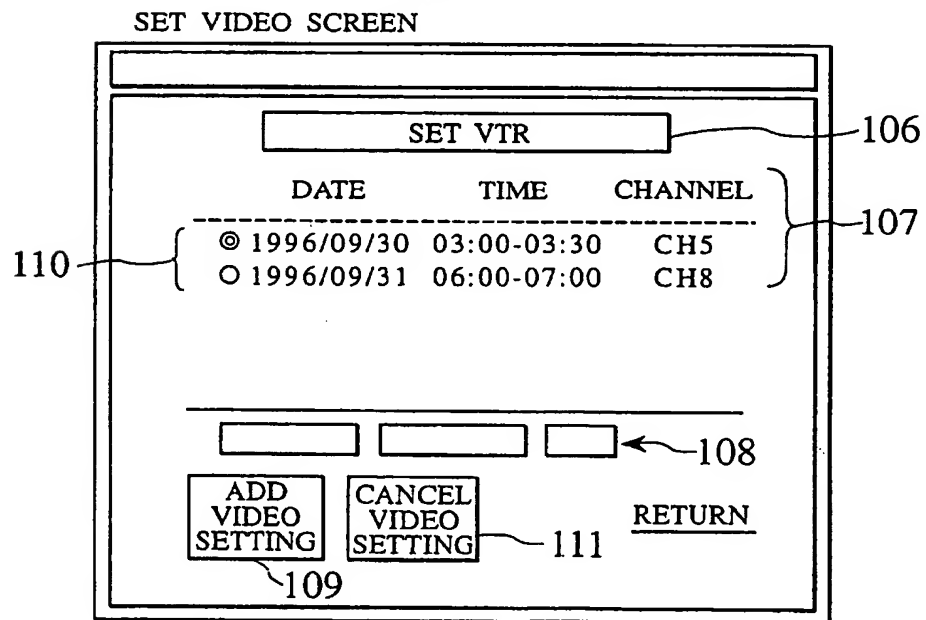 SET VIDEO SCREEN
SET VTR
106
DATE TIME CHANNEL
107
110
◎ 1996/09/30 03:00-03:30 CH5
○ 1996/09/31 06:00-07:00 CH8
108
ADD VIDEO SETTING
CANCEL VIDEO SETTING
RETURN
111
109